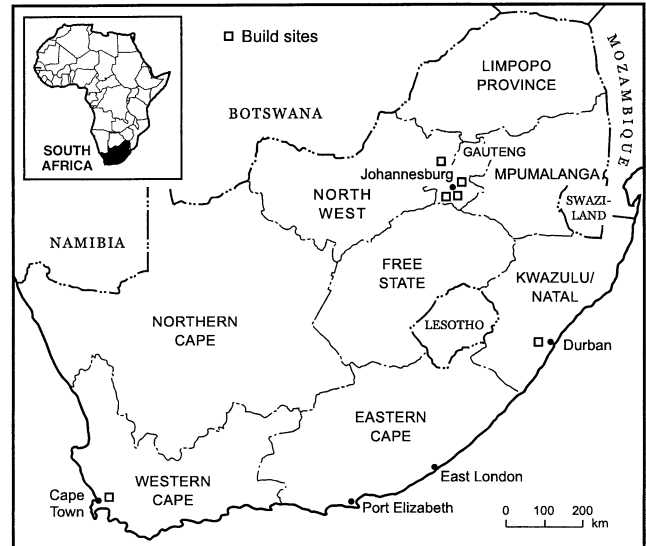 Build sites
SOUTH
AFRICA
LIMPOPO
PROVINCE
MOZAMBIQUE
BOTSWANA
GAUTENG
Johannesburg
MPUMALANGA
NORTH
WEST
SWAZI-
LAND
NAMIBIA
FREE
STATE
KWAZULU/
NATAL
NORTHERN
CAPE
LESOTHO
Durban
EASTERN
CAPE
East London
WESTERN
CAPE
Cape
Town
Port Elizabeth
0 100 200
km